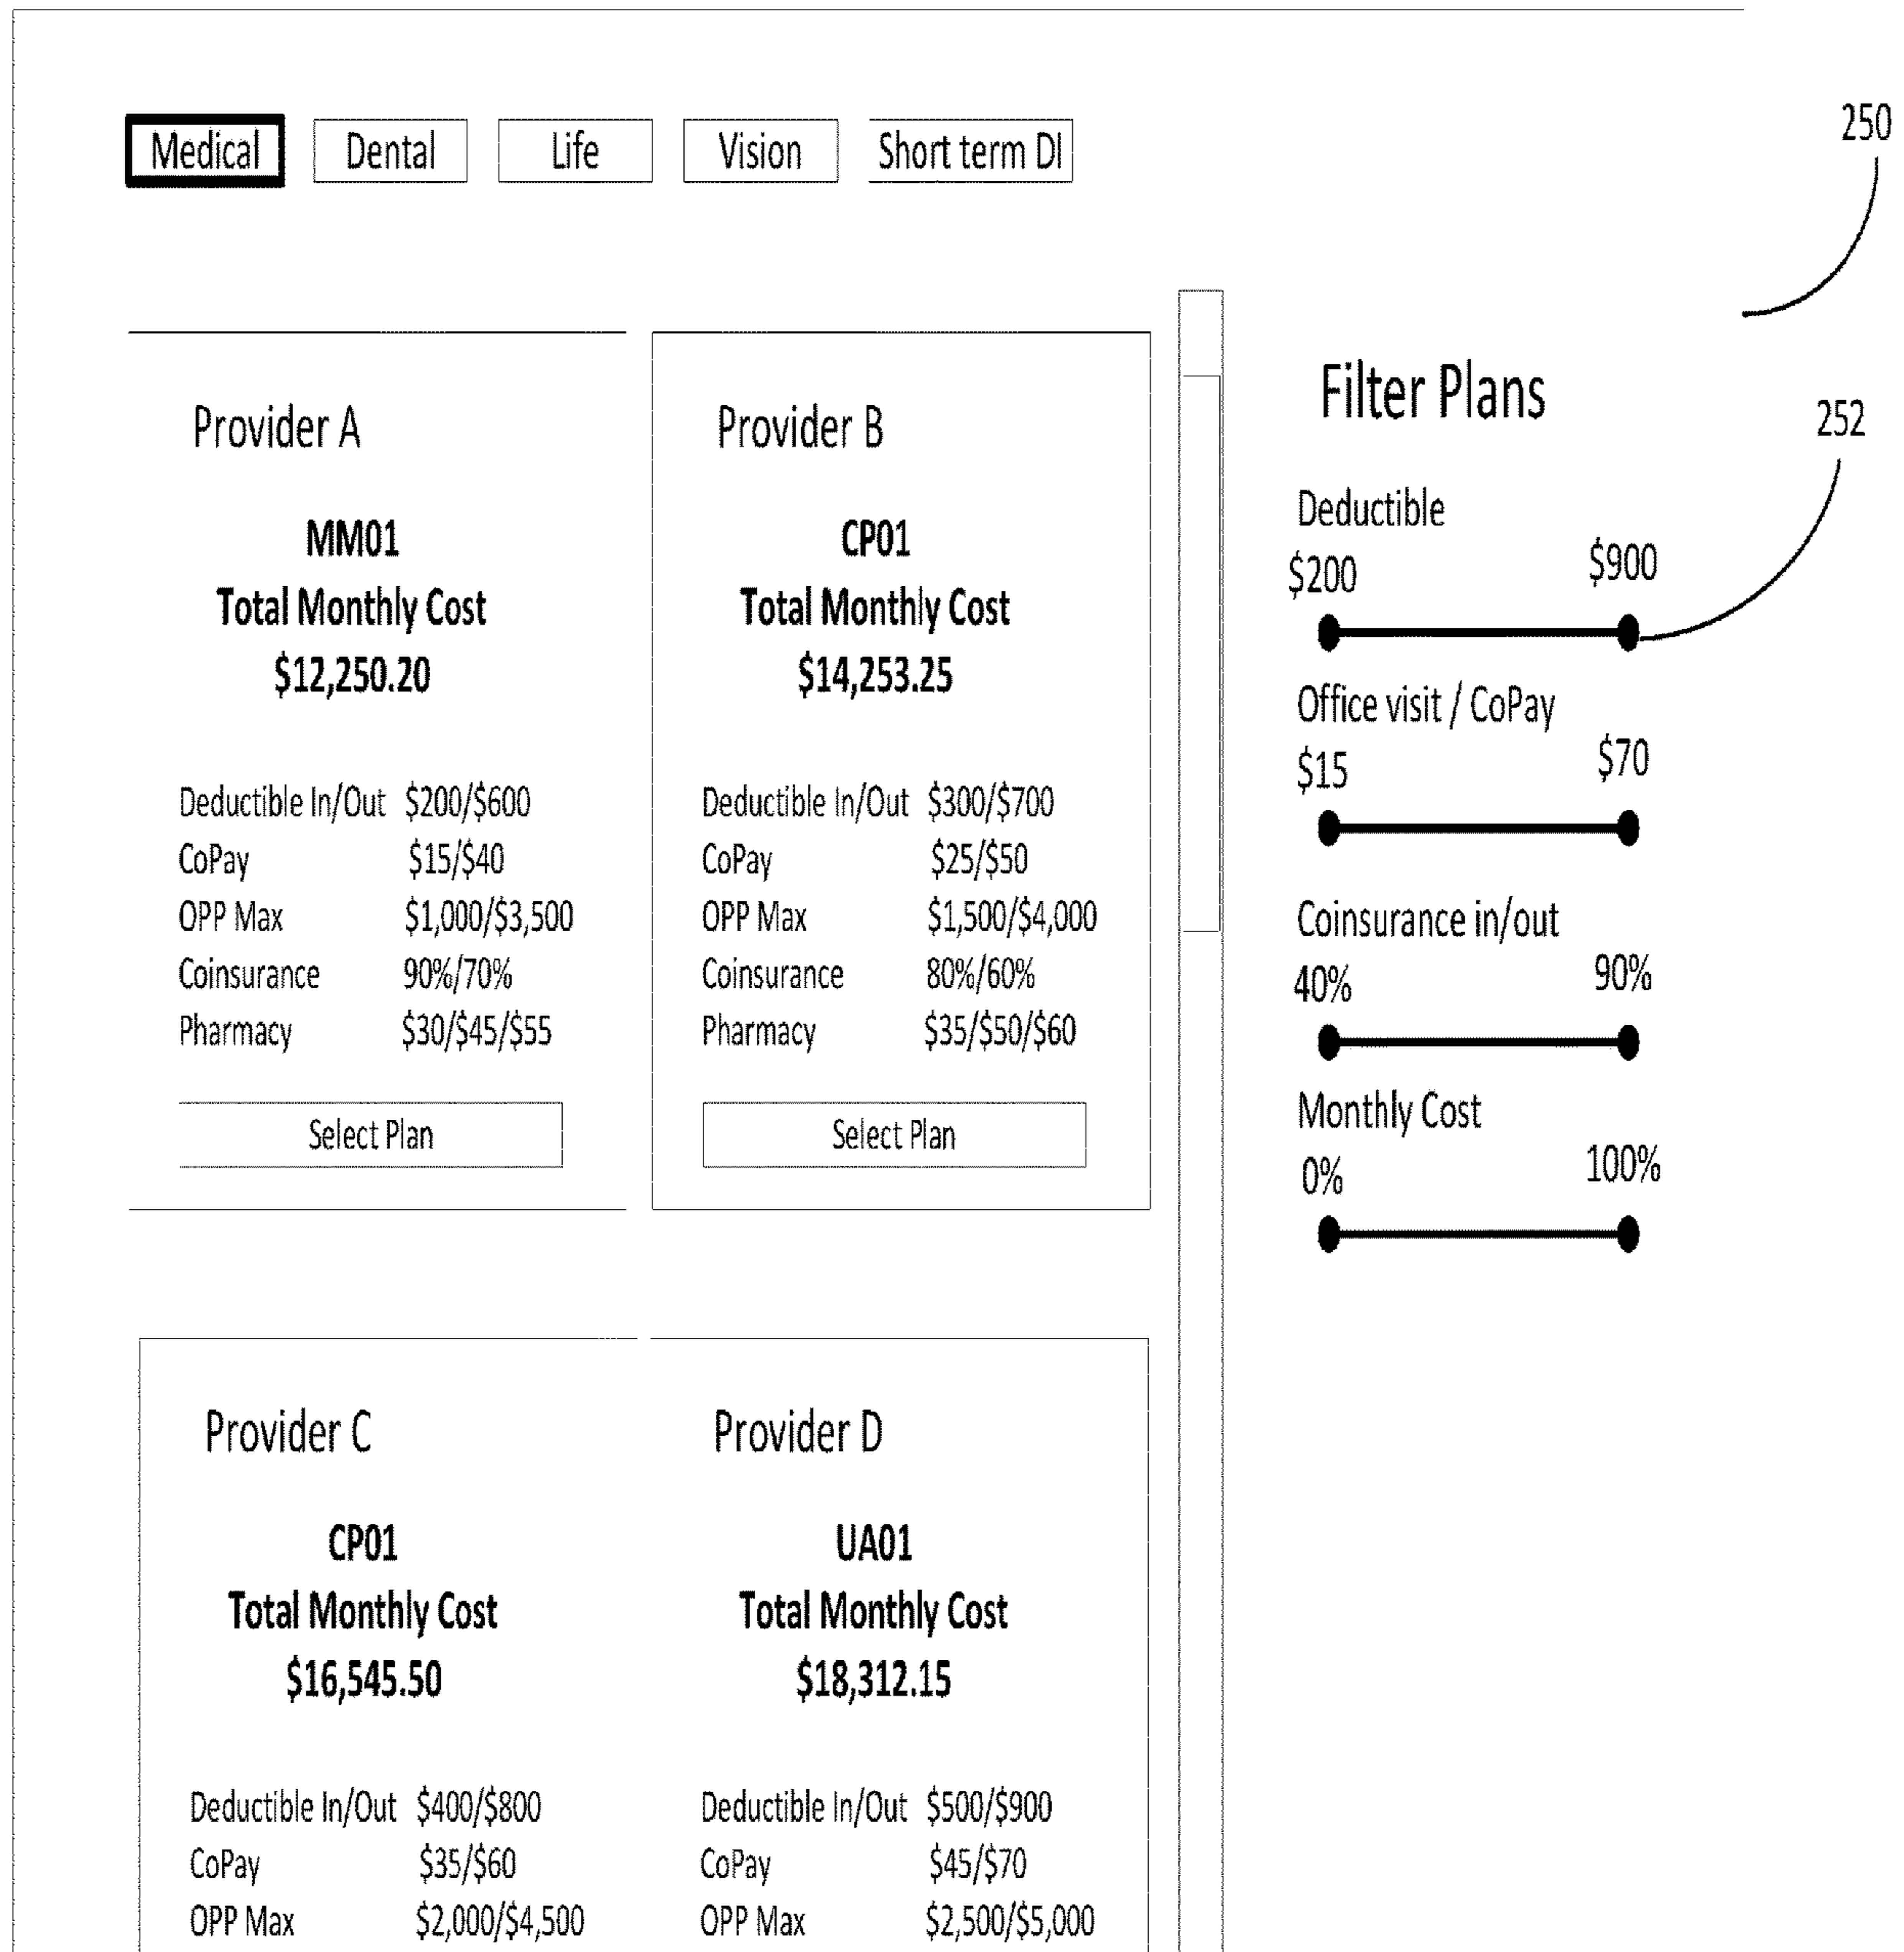 Medical Dental Life Vision Short term DI
250
Provider A
MM01
Total Monthly Cost
$12,250.20
Deductible In/Out $200/$600
CoPay $15/$40
OPP Max $1,000/$3,500
Coinsurance 90%/70%
Pharmacy $30/$45/$55
Select Plan
Provider B
CP01
Total Monthly Cost
$14,253.25
Deductible In/Out $300/$700
CoPay $25/$50
OPP Max $1,500/$4,000
Coinsurance 80%/60%
Pharmacy $35/$50/$60
Select Plan
Filter Plans
252
Deductible
$200 $900
Office visit / CoPay
$15 $70
Coinsurance in/out
40% 90%
Monthly Cost
0% 100%
Provider C
CP01
Total Monthly Cost
$16,545.50
Deductible In/Out $400/$800
CoPay $35/$60
OPP Max $2,000/$4,500
Provider D
UA01
Total Monthly Cost
$18,312.15
Deductible In/Out $500/$900
CoPay $45/$70
OPP Max $2,500/$5,000